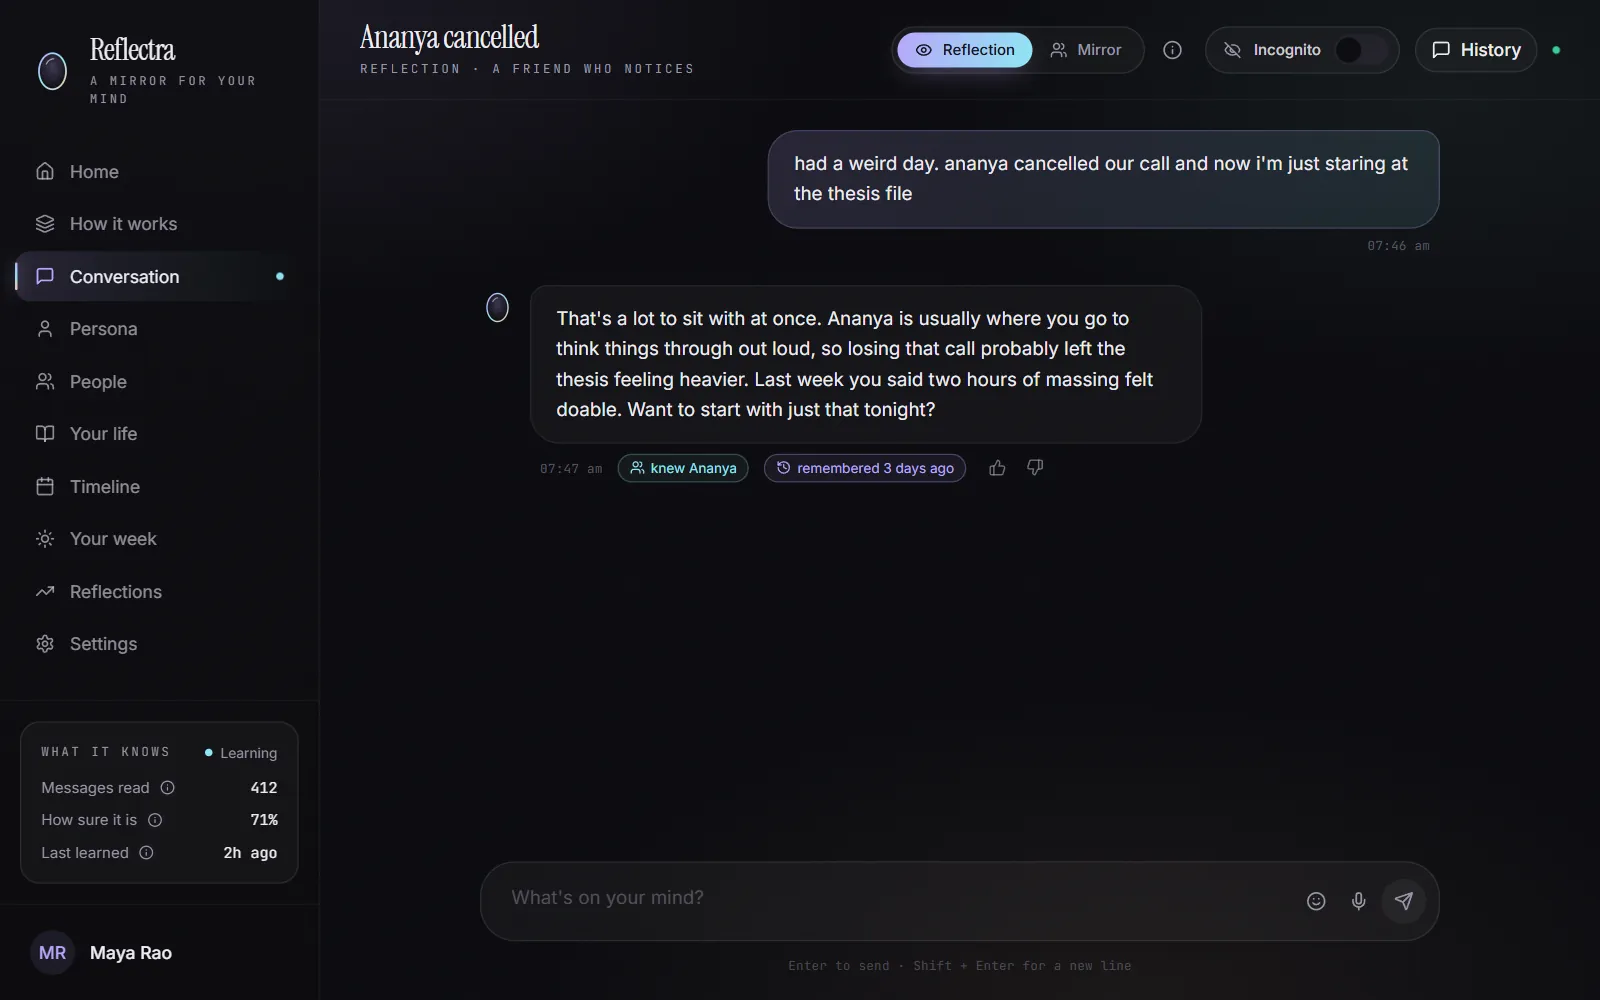 Reflectra
A MIRROR FOR YOUR
MIND
Home
How it works
Conversation
Persona
People
Your life
Timeline
Your week
Reflections
Settings
WHAT IT KNOWS
Learning
Messages read 412
How sure it is 71%
Last learned 2h ago
MR
Maya Rao
Ananya cancelled
REFLECTION · A FRIEND WHO NOTICES
Reflection
Mirror
Incognito
History
had a weird day. ananya cancelled our call and now i'm just staring at
the thesis file
07:46 am
That's a lot to sit with at once. Ananya is usually where you go to
think things through out loud, so losing that call probably left the
thesis feeling heavier. Last week you said two hours of massing felt
doable. Want to start with just that tonight?
07:47 am
knew Ananya
remembered 3 days ago
What's on your mind?
Enter to send · Shift + Enter for a new line